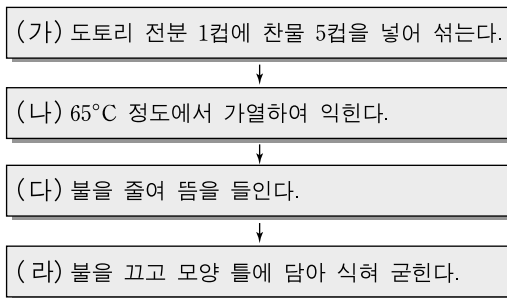 (가) 도토리 전분 1컵에 찬물 5컵을 넣어 섞는다.
(나) 65°C 정도에서 가열하여 익힌다.
(다) 불을 줄여 뜸을 들인다.
(라) 불을 끄고 모양 틀에 담아 식혀 굳힌다.